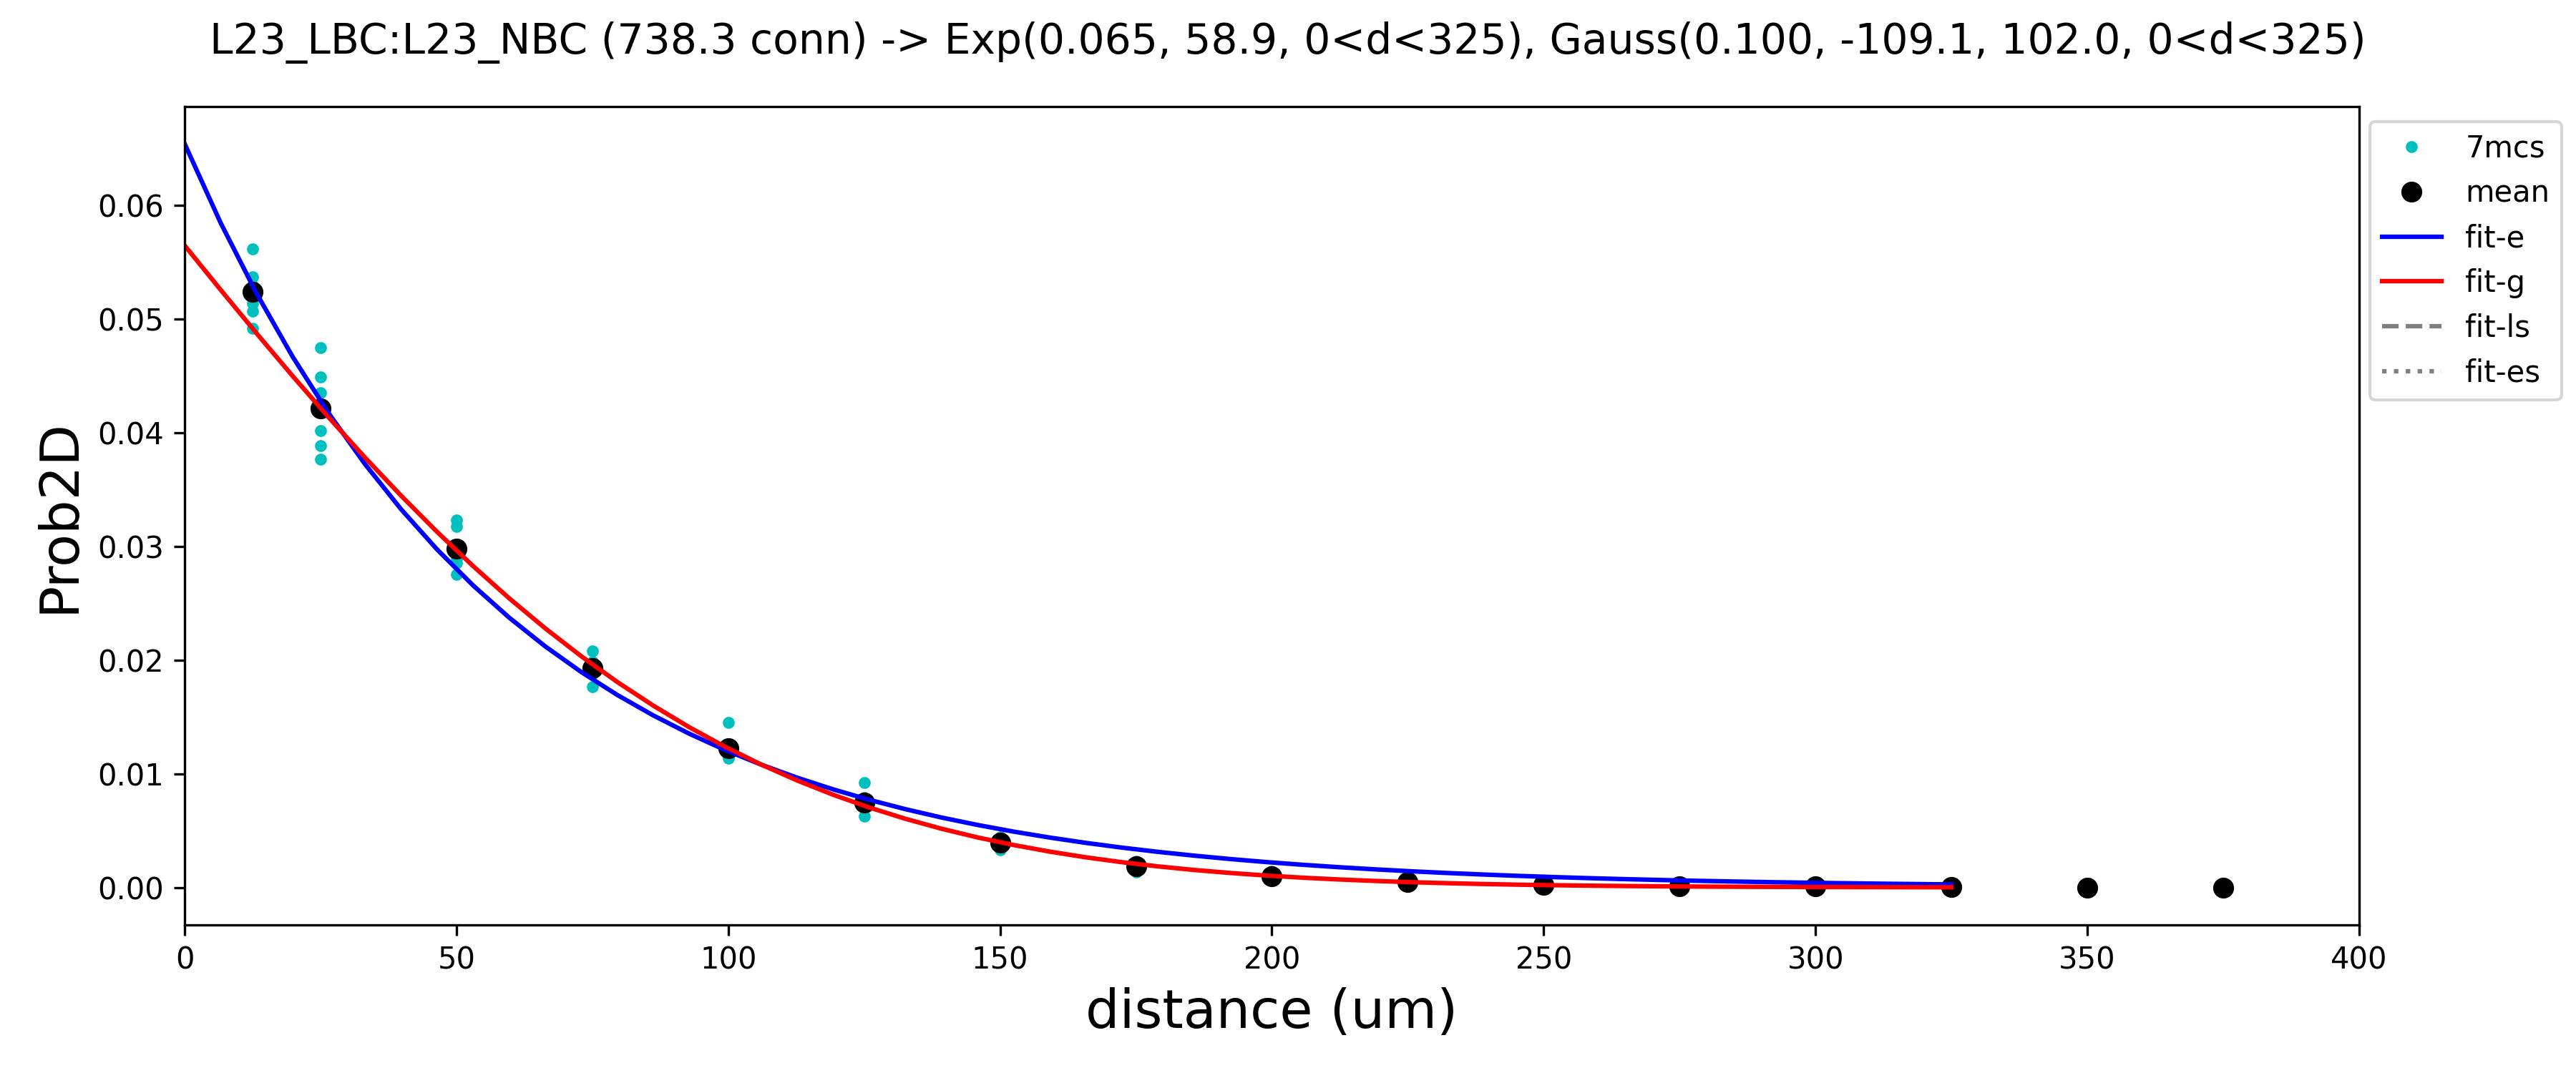 L23_LBC:L23_NBC (738.3 conn) -> Exp(0.065, 58.9, 0<d<325), Gauss(0.100, -109.1, 102.0, 0<d<325)
7mcs
mean
fit-e
fit-g
fit-ls
fit-es
Prob2D
0.06
0.05
0.04
0.03
0.02
0.01
0.00
0 50 100 150 200 250 300 350 400
distance (um)